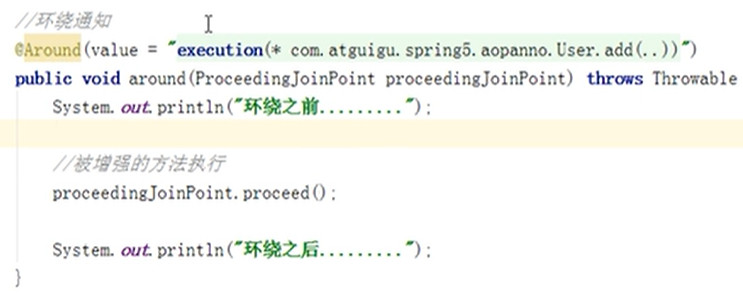 //环绕通知
@Around(value = "execution(* com.atguigu.spring5.aopanno.User.add(..))")
public void around(ProceedingJoinPoint proceedingJoinPoint) throws Throwable
System.out.println("环绕之前.........");
//被增强的方法执行
proceedingJoinPoint.proceed();
System.out.println("环绕之后.........");
}